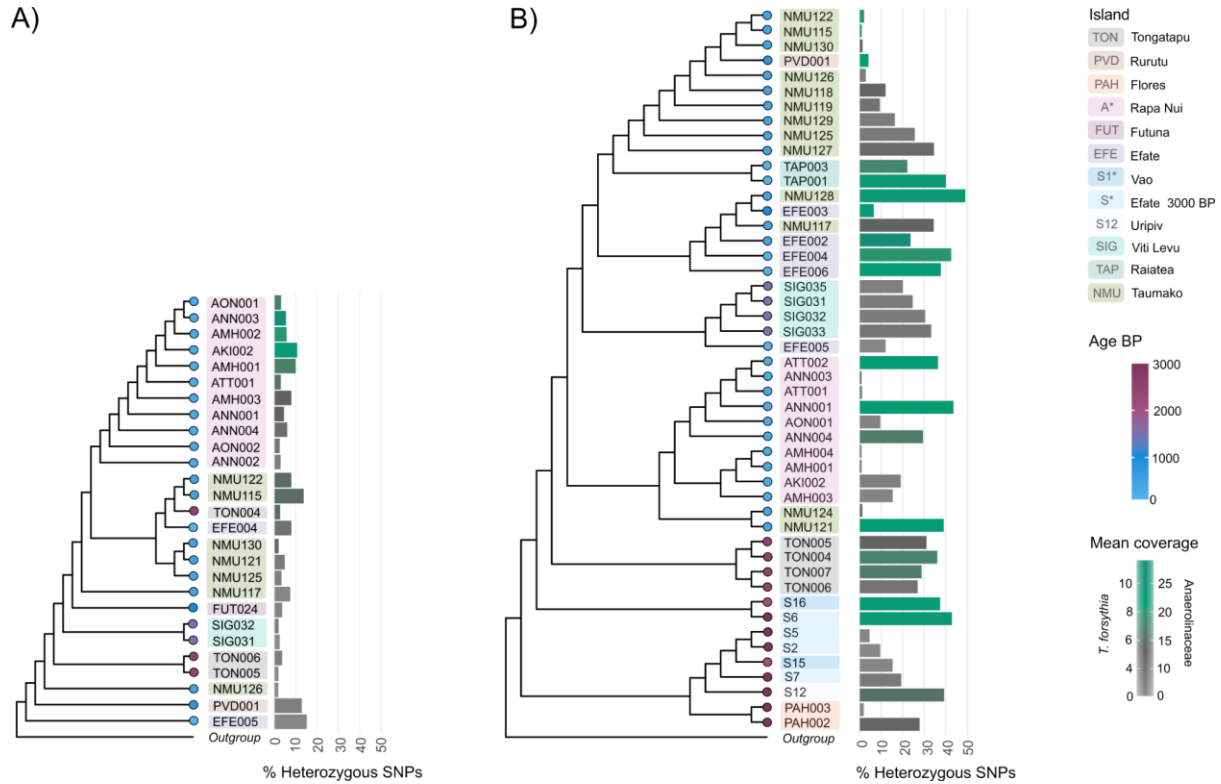 A)
AON001
ANN003
AMH002
AKI002
AMH001
ATT001
AMH003
ANN001
ANN004
AON002
ANN002
NMU122
NMU115
TON004
EFE004
NMU130
NMU121
NMU125
NMU117
FUT024
SIG032
SIG031
TON006
TON005
NMU126
PVD001
EFE005
Outgroup
0 10 20 30 40 50
% Heterozygous SNPs
B)
NMU122
NMU115
NMU130
PVD001
NMU126
NMU118
NMU119
NMU129
NMU125
NMU127
TAP003
TAP001
NMU128
EFE003
NMU117
EFE002
EFE004
EFE006
SIG035
SIG031
SIG032
SIG033
EFE005
ATT002
ANN003
ATT001
ANN001
AON001
ANN004
AMH004
AMH001
AKI002
AMH003
NMU124
NMU121
TON005
TON004
TON007
TON006
S16
S6
S5
S2
S15
S7
S12
PAH003
PAH002
Outgroup
0 10 20 30 40 50
% Heterozygous SNPs
Island
TON Tongatapu
PVD Rurutu
PAH Flores
A* Rapa Nui
FUT Futuna
EFE Efate
S1* Vao
S* Efate 3000 BP
S12 Uripiv
SIG Viti Levu
TAP Raiatea
NMU Taumako
Age BP
3000
2000
1000
0
Mean coverage
T. forsythia
10
8
6
4
0
25
20
15
10
0
Anaerolinaceae